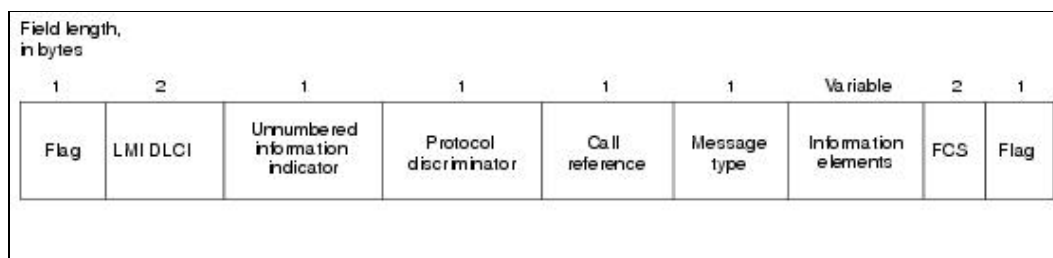 Field length,
in bytes
1 2 1 1 1 1 Variable 2 1
Flag
LMI DLCI
Unnumbered
information
indicator
Protocol
discriminator
Call
reference
Message
type
Information
elements
FCS
Flag